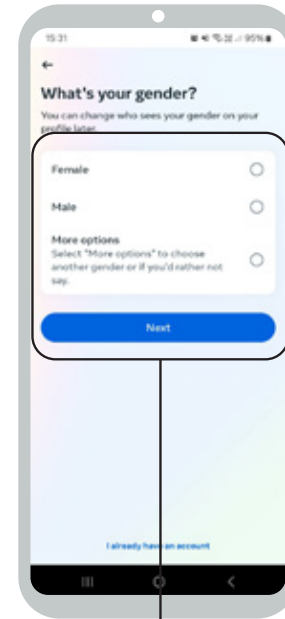 15:31 95%
What's your gender?
You can change who sees your gender on your
profile later.
Female
Male
More options
Select "More options" to choose
another gender or if you'd rather not
say.
Next
I already have an account